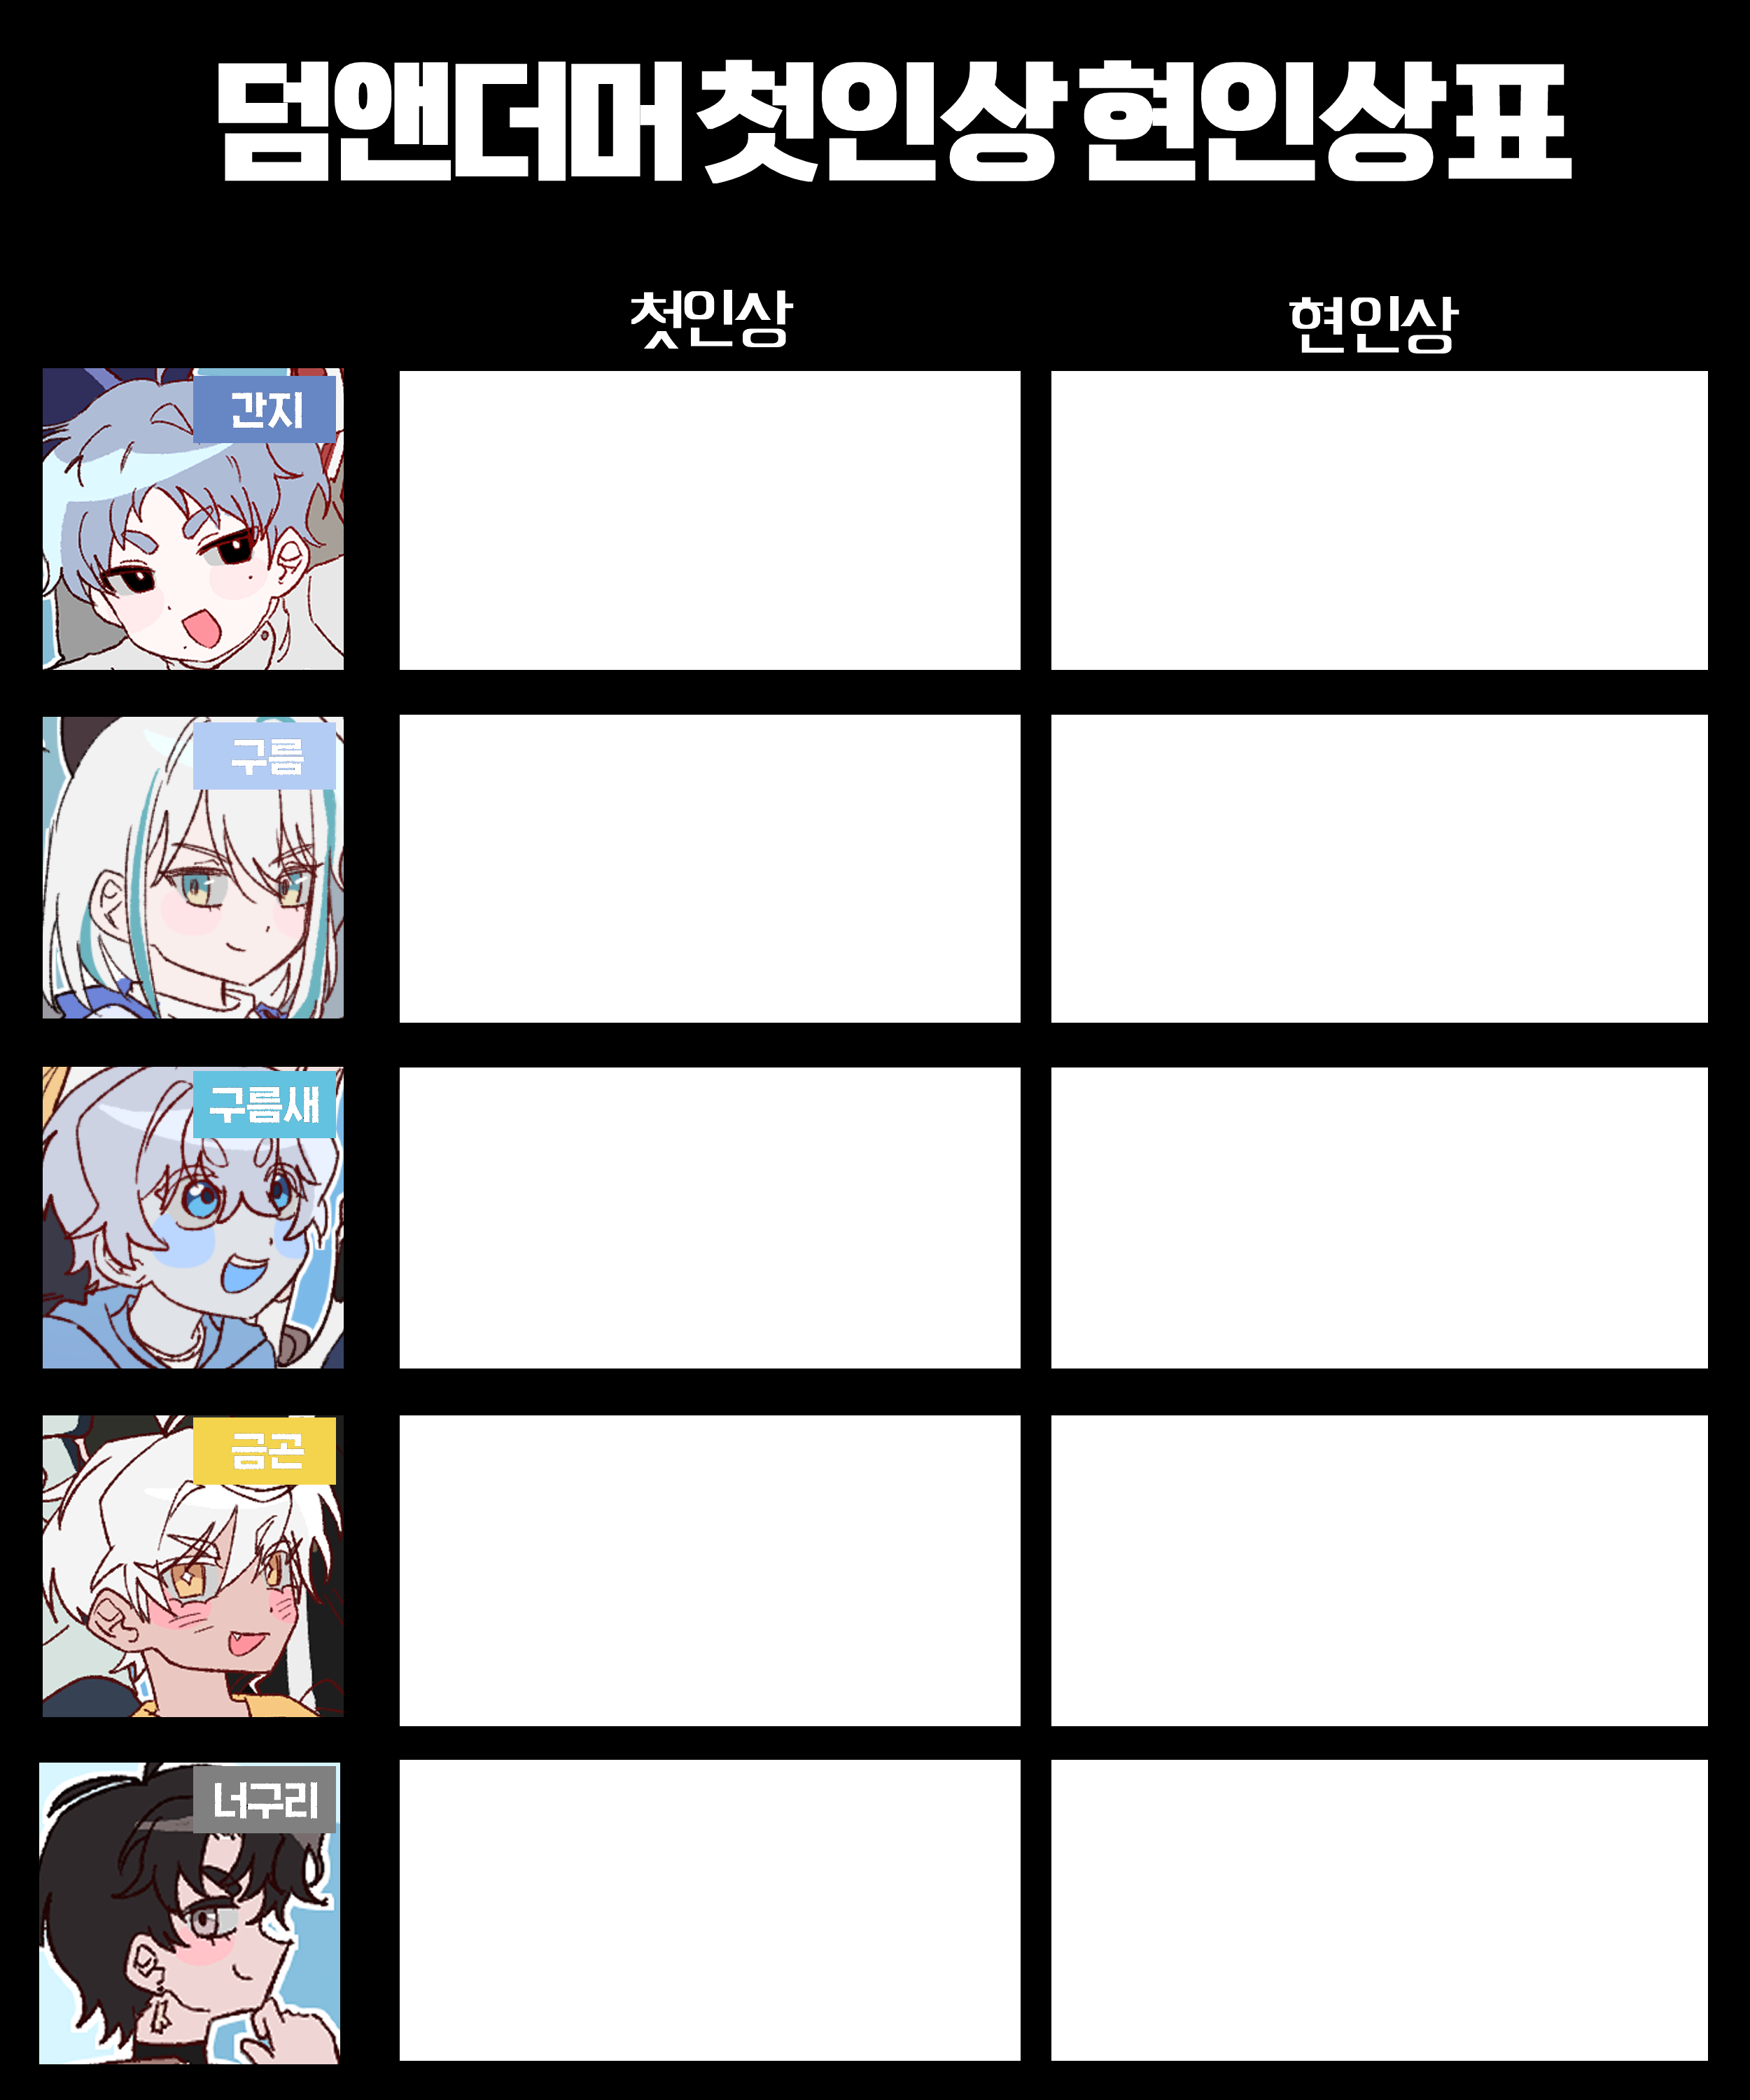 덤앤더머 첫인상 현인상 표
첫인상 현인상
간지
구름
구름새
금곤
너구리